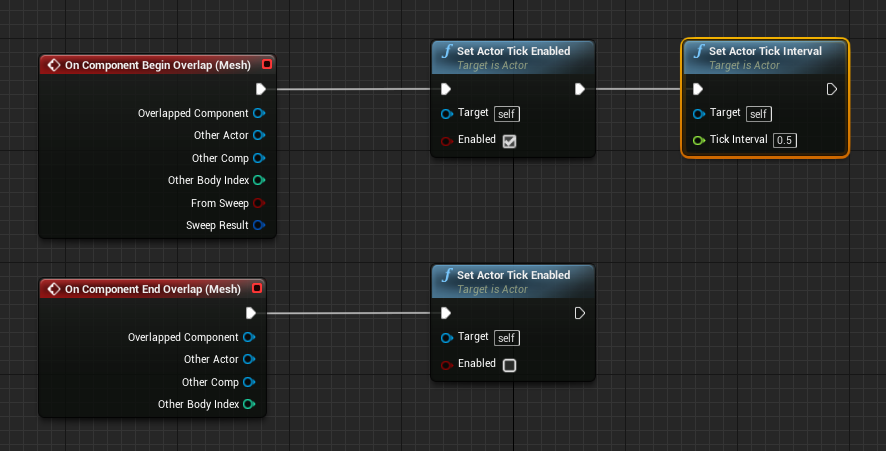 On Component Begin Overlap (Mesh)
Overlapped Component
Other Actor
Other Comp
Other Body Index
From Sweep
Sweep Result
f Set Actor Tick Enabled
Target is Actor
Target self
Enabled
f Set Actor Tick Interval
Target is Actor
Target self
Tick Interval 0.5
On Component End Overlap (Mesh)
Overlapped Component
Other Actor
Other Comp
Other Body Index
f Set Actor Tick Enabled
Target is Actor
Target self
Enabled